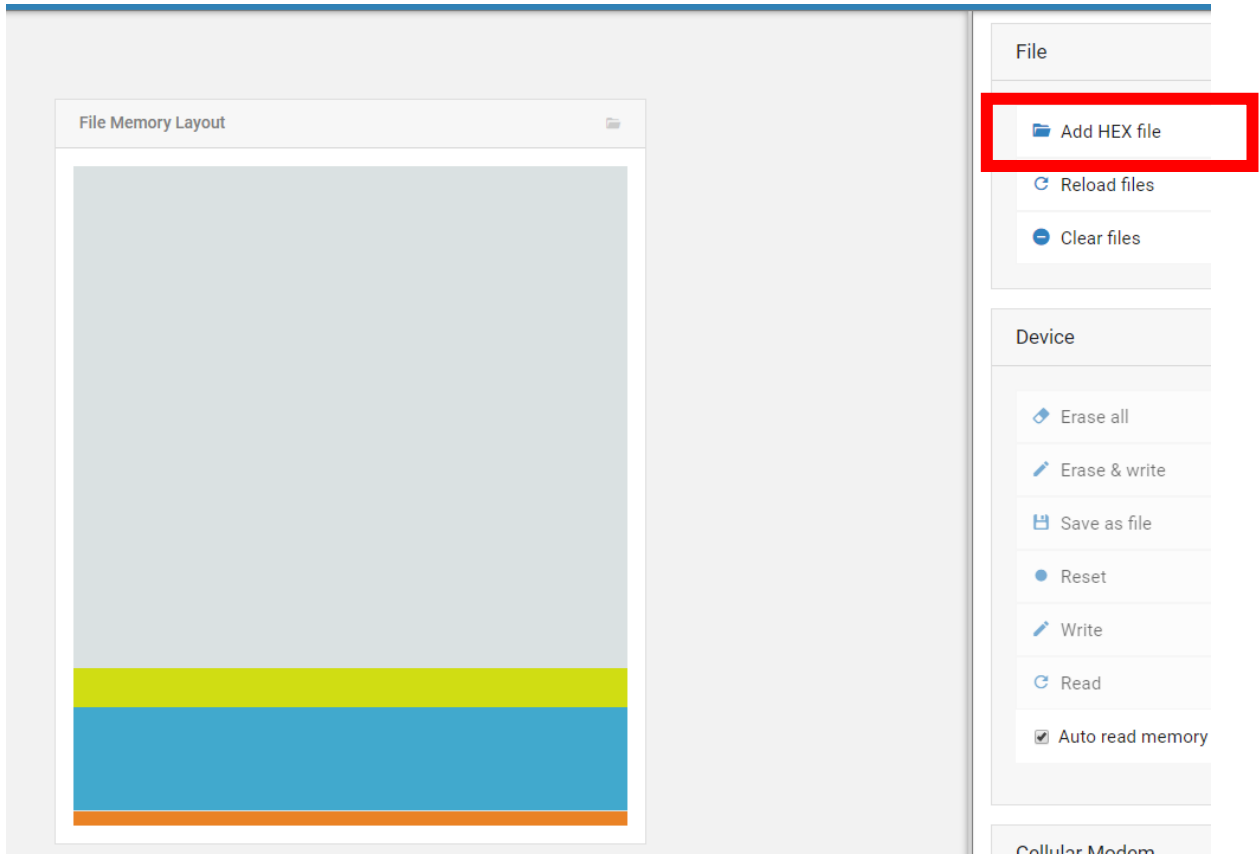 File Memory Layout
File
Add HEX file
Reload files
Clear files
Device
Erase all
Erase & write
Save as file
Reset
Write
Read
Auto read memory
Cellular Modem